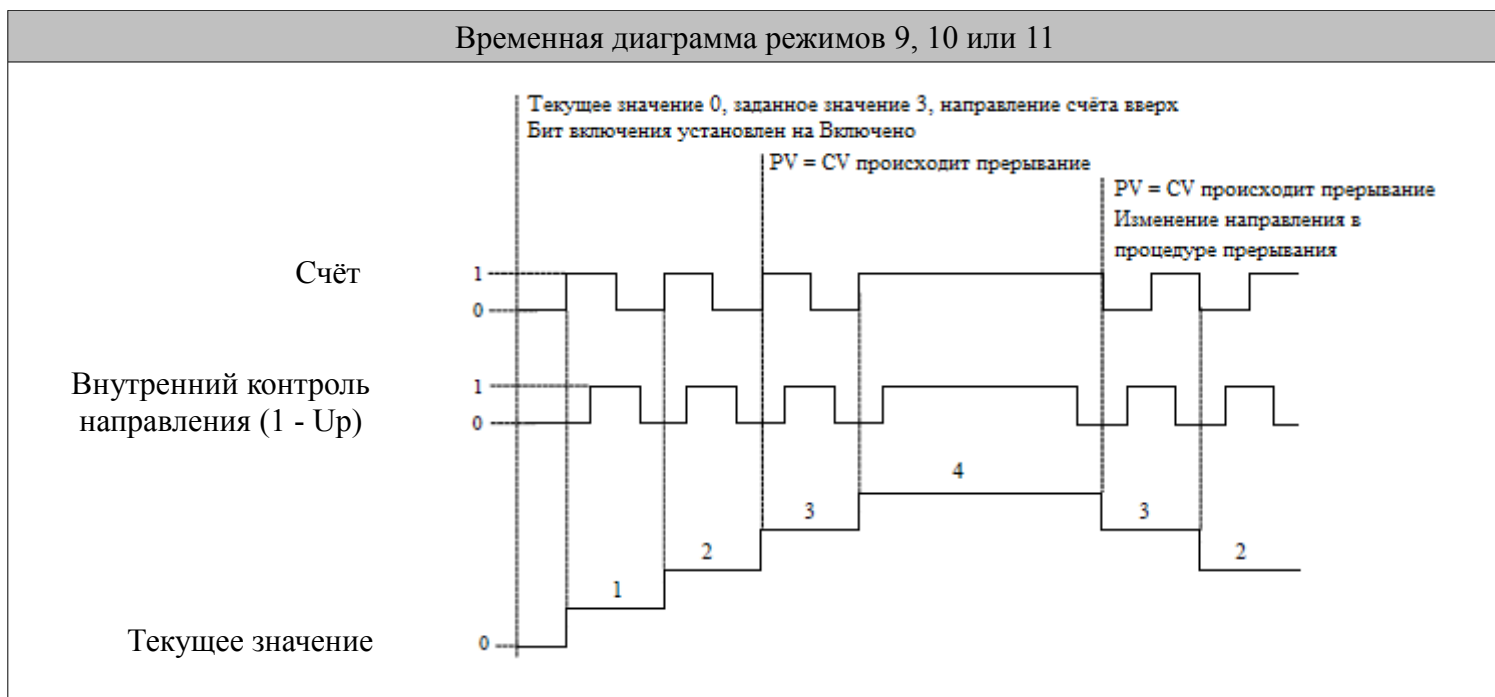 Временная диаграмма режимов 9, 10 или 11
Текущее значение 0, заданное значение 3, направление счёта вверх
Бит включения установлен на Включено
PV = CV происходит прерывание
PV = CV происходит прерывание
Изменение направления в
процедуре прерывания
Счёт
1
0
Внутренний контроль
направления (1 - Up)
1
0
4
3
3
2
2
1
Текущее значение
0